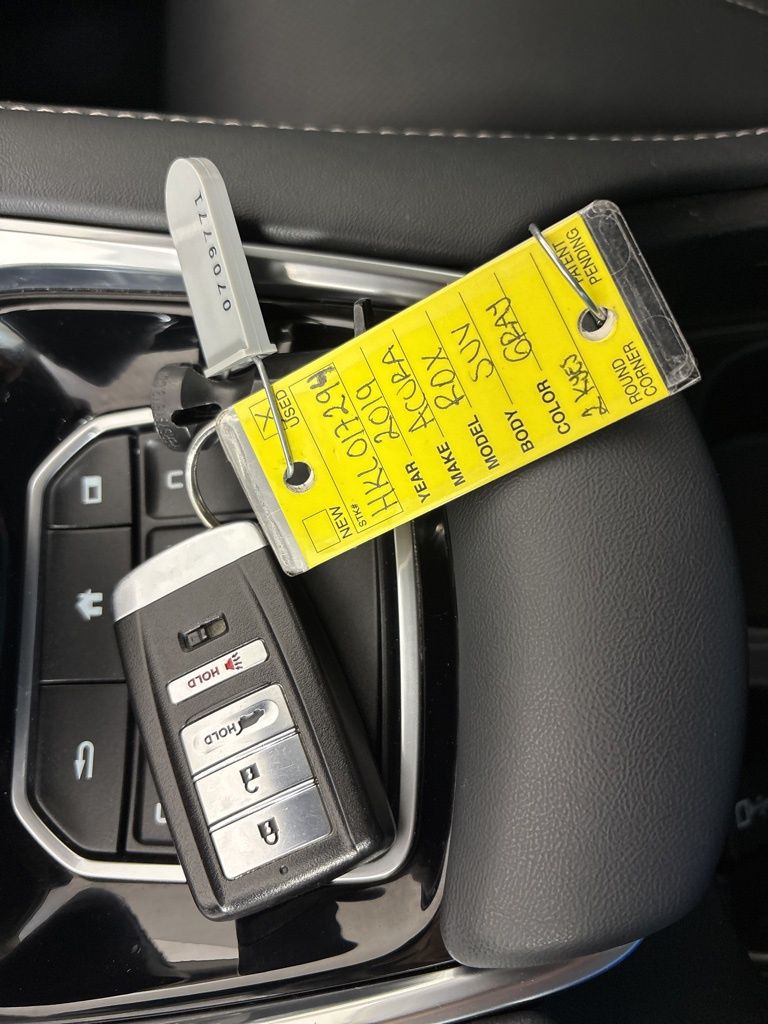 0709771
NEW
USED
STK# HKL017294
YEAR 2019
MAKE ACURA
MODEL RDX
BODY SUV
COLOR GRAY
2 KYES
ROUND
CORNER
PATENT
PENDING
HOLD
HOLD